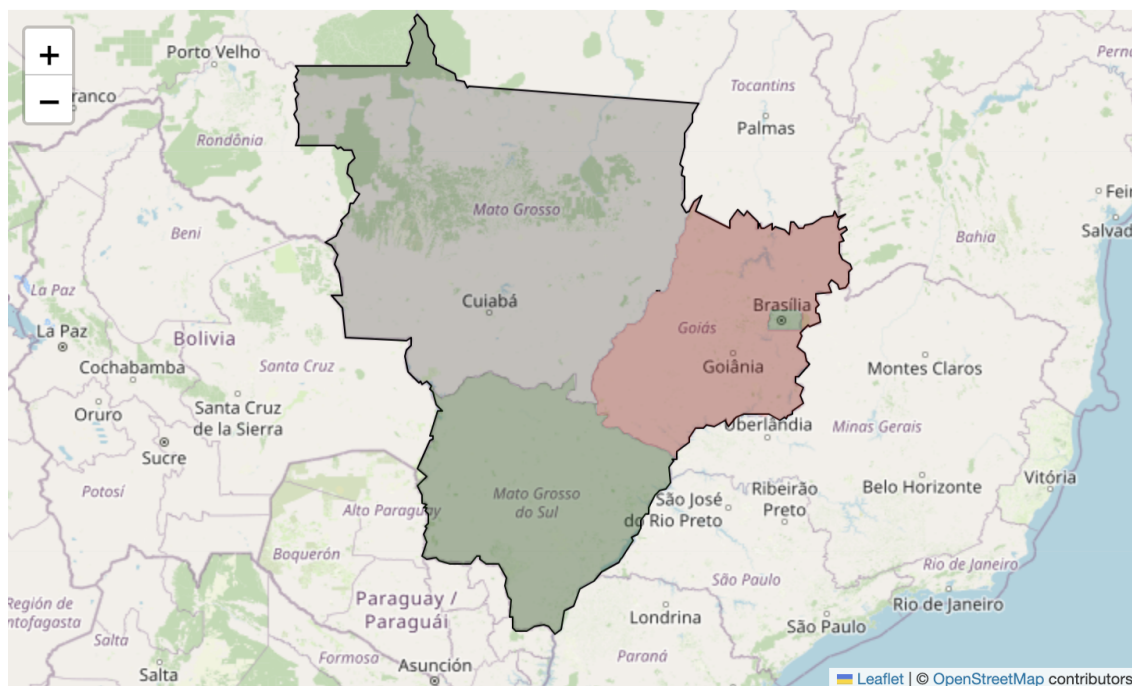 +
−
Porto Velho
ranco
Rondônia
Tocantins
Palmas
Pern
Feir
Salvad
Bahia
Mato Grosso
Beni
La Paz
La Paz
Bolivia
Cochabamba
Santa Cruz
Oruro
Santa Cruz
de la Sierra
Sucre
Potosí
Cuiabá
Brasília
Goiás
Goiânia
Montes Claros
Uberlândia
Minas Gerais
Belo Horizonte
Vitória
Mato Grosso
do Sul
São José
do Rio Preto
Ribeirão
Preto
Alto Paraguay
Boquerón
Paraguay /
Paraguái
São Paulo
Rio de Janeiro
Rio de Janeiro
Londrina
São Paulo
Región de
ntofagasta
Salta
Salta
Formosa
Asunción
Paraná
Leaflet | © OpenStreetMap contributors